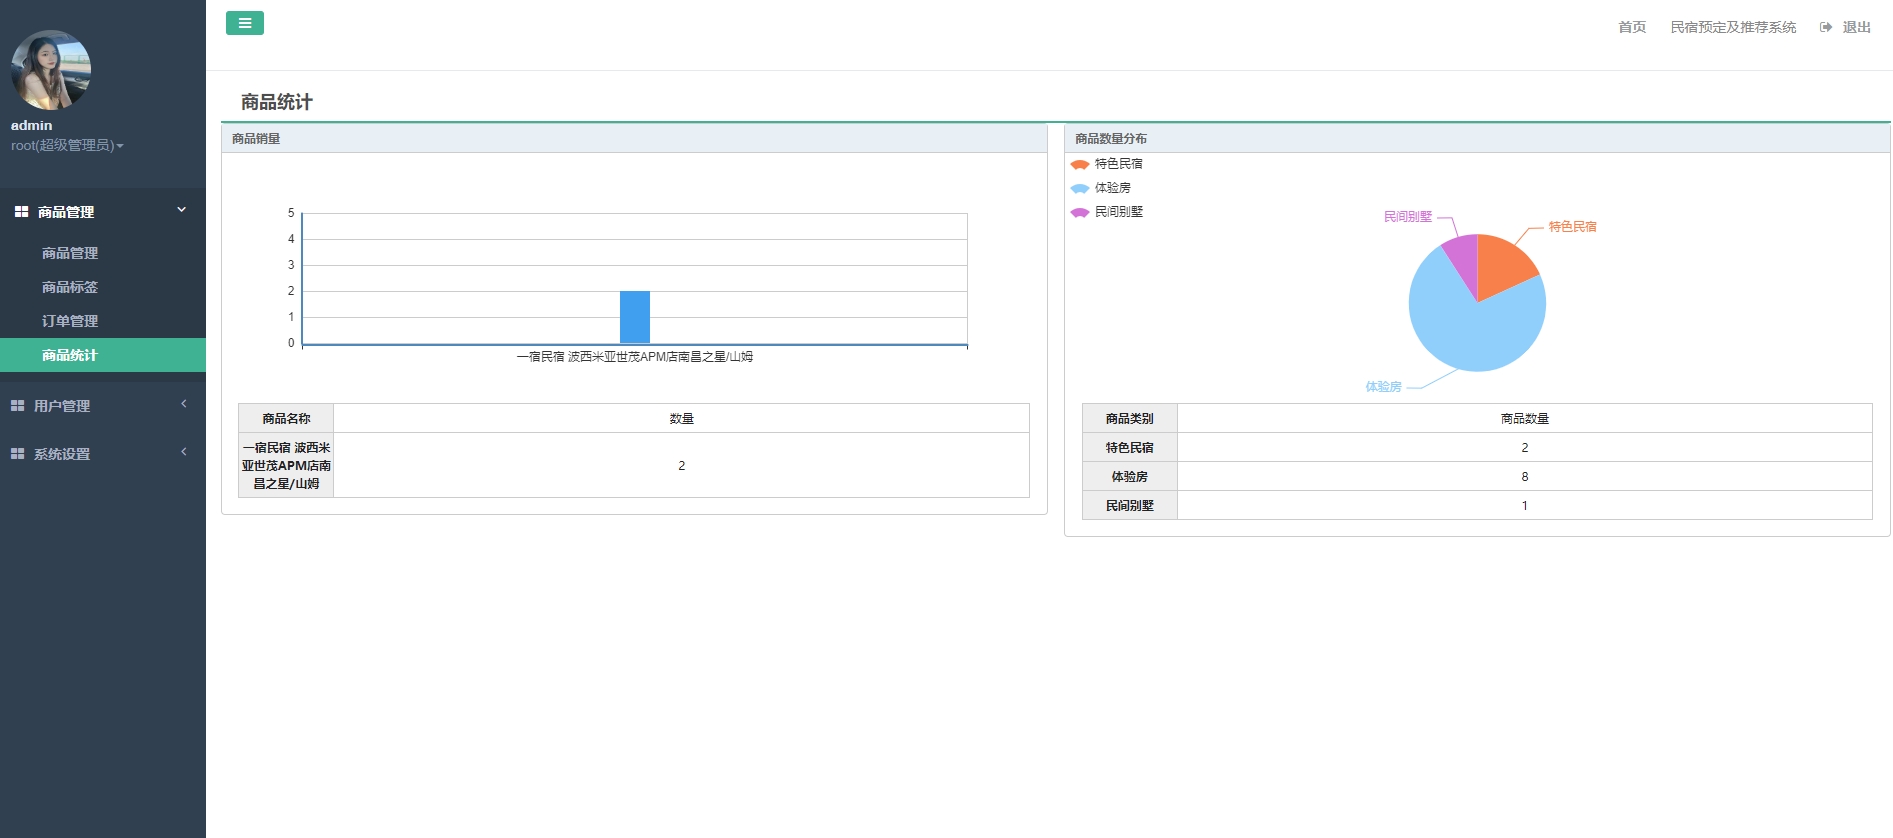 首页 民宿预定及推荐系统 退出
admin
root(超级管理员)
商品管理
商品管理
商品标签
订单管理
商品统计
用户管理
系统设置
商品统计
商品销量
5
4
3
2
1
0
一宿民宿 波西米亚世茂APM店南昌之星/山姆
商品名称 数量
一宿民宿 波西米
亚世茂APM店南
昌之星/山姆
2
商品数量分布
特色民宿
体验房
民间别墅
民间别墅
特色民宿
体验房
商品类别 商品数量
特色民宿 2
体验房 8
民间别墅 1